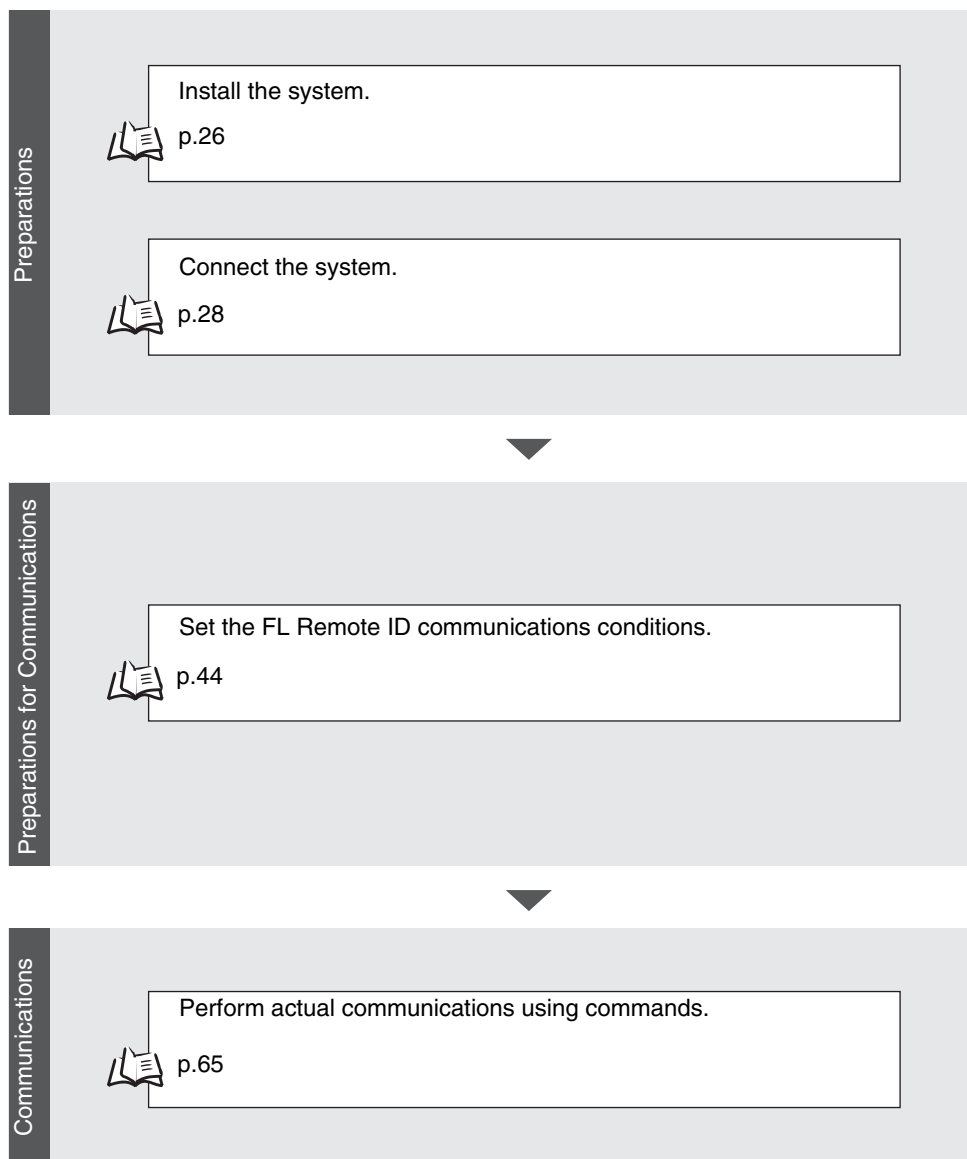 Preparations
Install the system.
p.26
Connect the system.
p.28
Preparations for Communications
Set the FL Remote ID communications conditions.
p.44
Communications
Perform actual communications using commands.
p.65